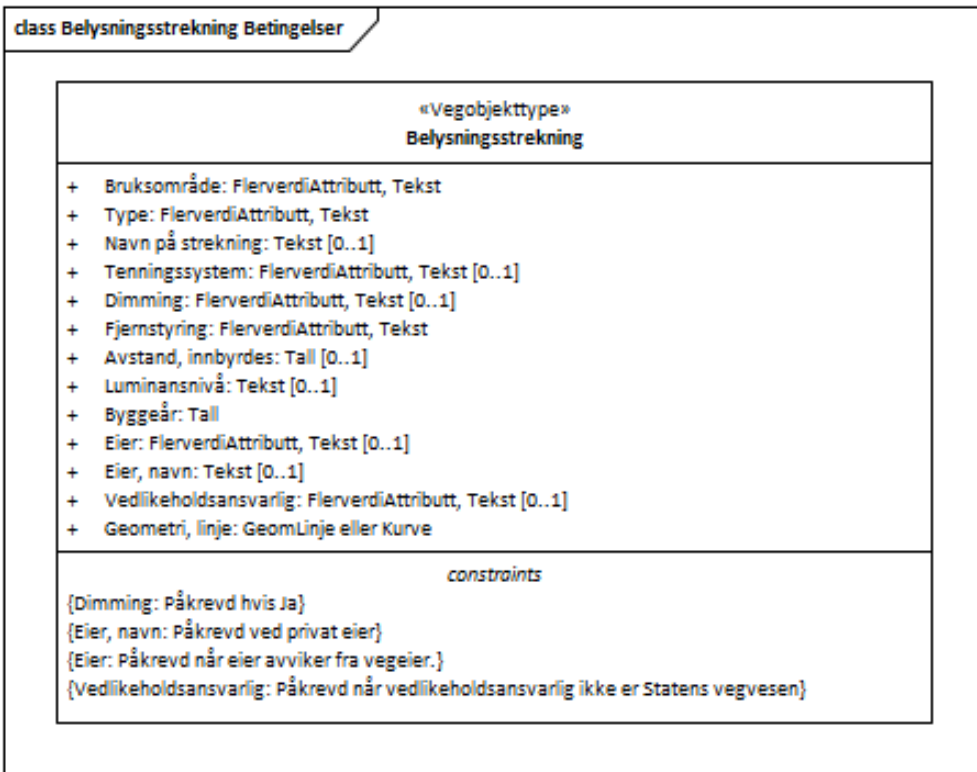 class Belysningsstrekning Betingelser
«Vegobjekttype»
Belysningsstrekning
+ Bruksområde: FlerverdiAttributt, Tekst
+ Type: FlerverdiAttributt, Tekst
+ Navn på strekning: Tekst [0..1]
+ Tenningssystem: FlerverdiAttributt, Tekst [0..1]
+ Dimming: FlerverdiAttributt, Tekst [0..1]
+ Fjernstyring: FlerverdiAttributt, Tekst
+ Avstand, innbyrdes: Tall [0..1]
+ Luminansnivå: Tekst [0..1]
+ Byggeår: Tall
+ Eier: FlerverdiAttributt, Tekst [0..1]
+ Eier, navn: Tekst [0..1]
+ Vedlikeholdsansvarlig: FlerverdiAttributt, Tekst [0..1]
+ Geometri, linje: GeomLinje eller Kurve
constraints
{Dimming: Påkrevd hvis Ja}
{Eier, navn: Påkrevd ved privat eier}
{Eier: Påkrevd når eier avviker fra vegeier.}
{Vedlikeholdsansvarlig: Påkrevd når vedlikeholdsansvarlig ikke er Statens vegvesen}